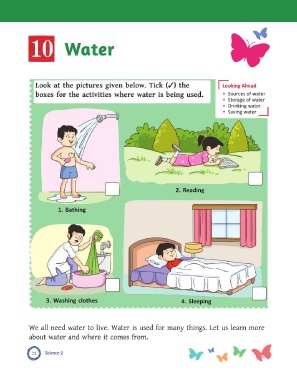 10 Water
Look at the pictures given below. Tick (✓) the
boxes for the activities where water is being used.
Looking Ahead
• Sources of water
• Storage of water
• Drinking water
• Saving water
1. Bathing
2. Reading
3. Washing clothes
4. Sleeping
We all need water to live. Water is used for many things. Let us learn more
about water and where it comes from.
Science 2